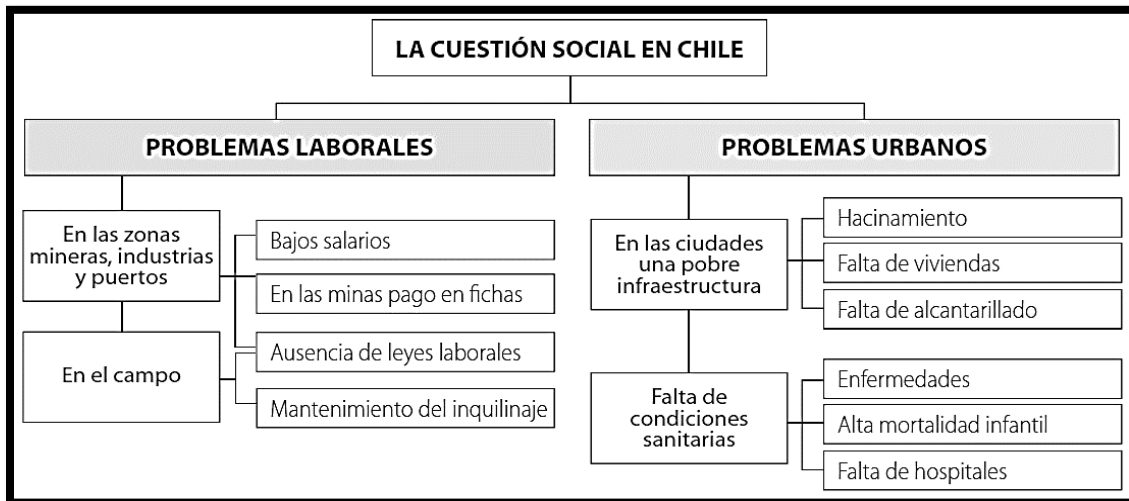 LA CUESTIÓN SOCIAL EN CHILE
PROBLEMAS LABORALES
En las zonas
mineras, industrias
y puertos
Bajos salarios
En las minas pago en fichas
Ausencia de leyes laborales
En el campo
Mantenimiento del inquilinaje
PROBLEMAS URBANOS
En las ciudades
una pobre
infraestructura
Hacinamiento
Falta de viviendas
Falta de alcantarillado
Falta de
condiciones
sanitarias
Enfermedades
Alta mortalidad infantil
Falta de hospitales